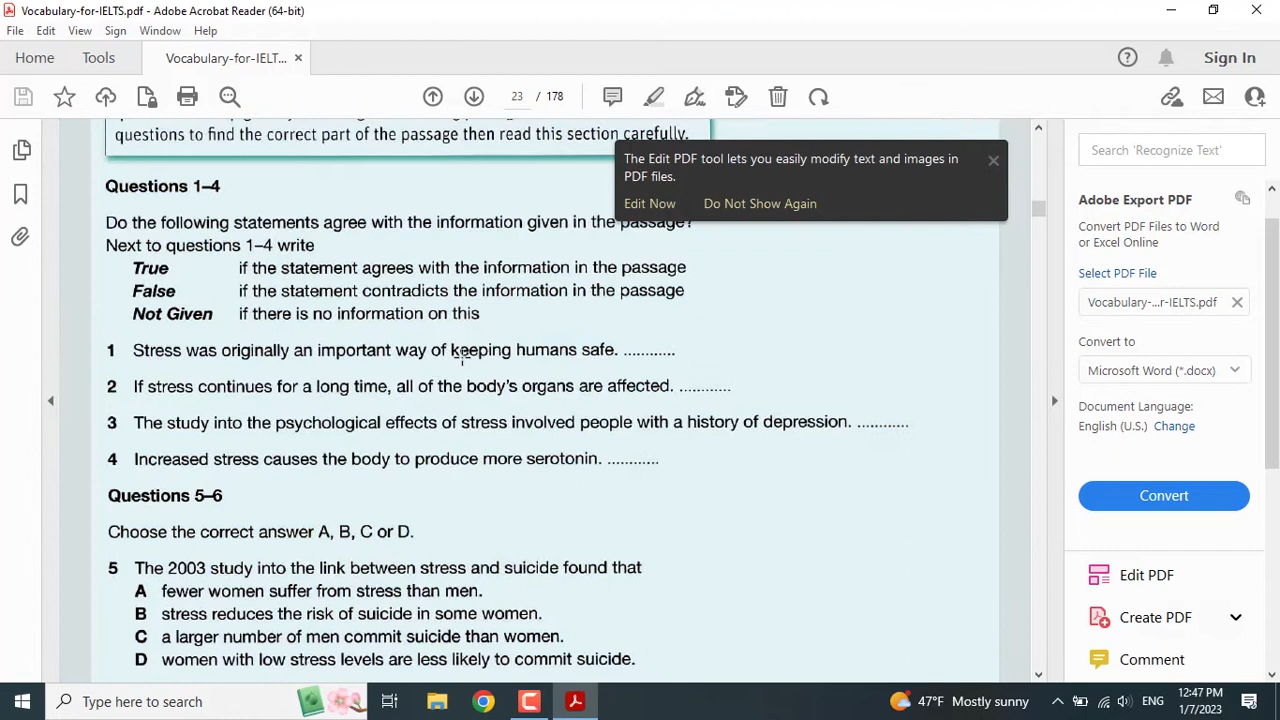 Vocabulary-for-IELTS.pdf - Adobe Acrobat Reader (64-bit)
File Edit View Sign Window Help
Home Tools Vocabulary-for-IELT... × Sign In
23 / 178
questions to find the correct part of the passage then read this section carefully.
The Edit PDF tool lets you easily modify text and images in
PDF files.
Edit Now Do Not Show Again
Questions 1–4
Do the following statements agree with the information given in the passage?
Next to questions 1–4 write
True if the statement agrees with the information in the passage
False if the statement contradicts the information in the passage
Not Given if there is no information on this
1 Stress was originally an important way of keeping humans safe. ............
2 If stress continues for a long time, all of the body's organs are affected. ............
3 The study into the psychological effects of stress involved people with a history of depression. ............
4 Increased stress causes the body to produce more serotonin. ............
Questions 5–6
Choose the correct answer A, B, C or D.
5 The 2003 study into the link between stress and suicide found that
A fewer women suffer from stress than men.
B stress reduces the risk of suicide in some women.
C a larger number of men commit suicide than women.
D women with low stress levels are less likely to commit suicide.
Search 'Recognize Text'
Adobe Export PDF
Convert PDF Files to Word
or Excel Online
Select PDF File
Vocabulary-...r-IELTS.pdf
Convert to
Microsoft Word (*.docx)
Document Language:
English (U.S.) Change
Convert
Edit PDF
Create PDF
Comment
Type here to search
47°F Mostly sunny
ENG
12:47 PM
1/7/2023